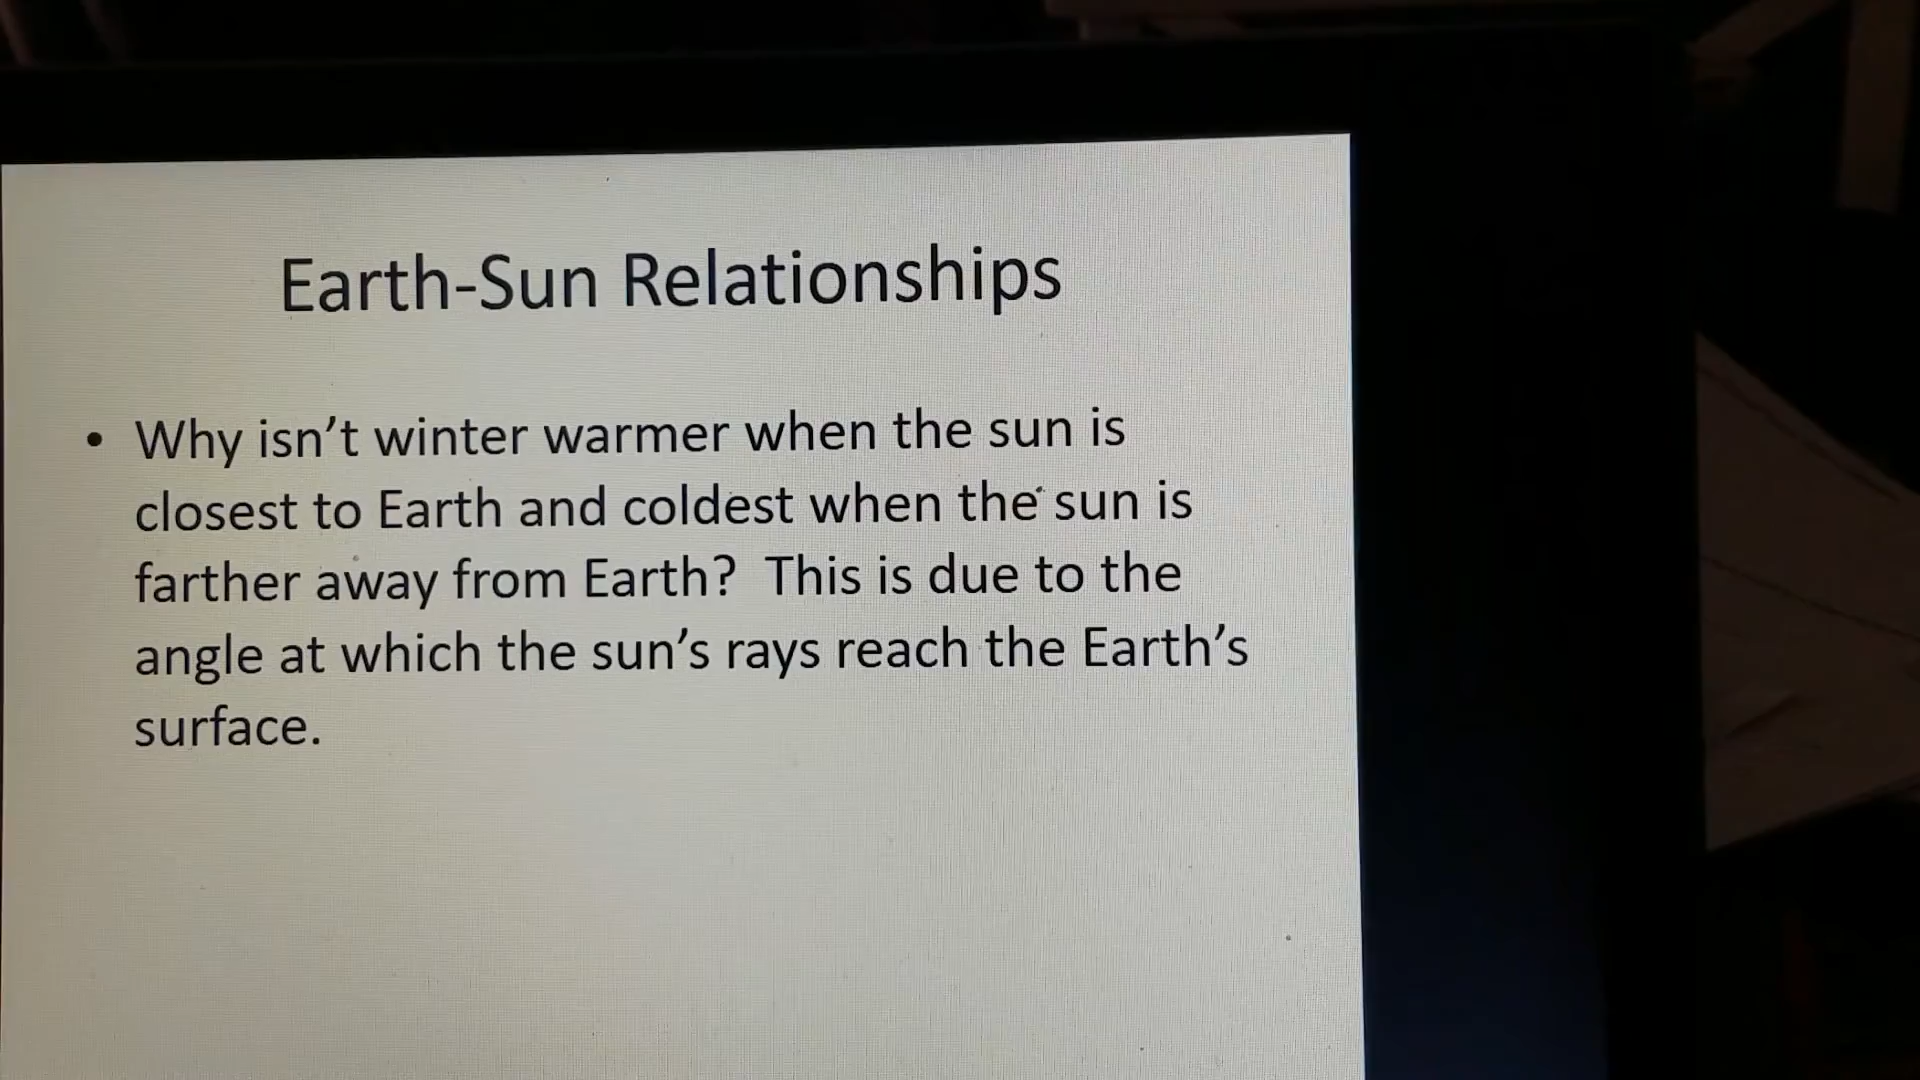 Earth-Sun Relationships
• Why isn't winter warmer when the sun is
closest to Earth and coldest when the sun is
farther away from Earth?  This is due to the
angle at which the sun's rays reach the Earth's
surface.